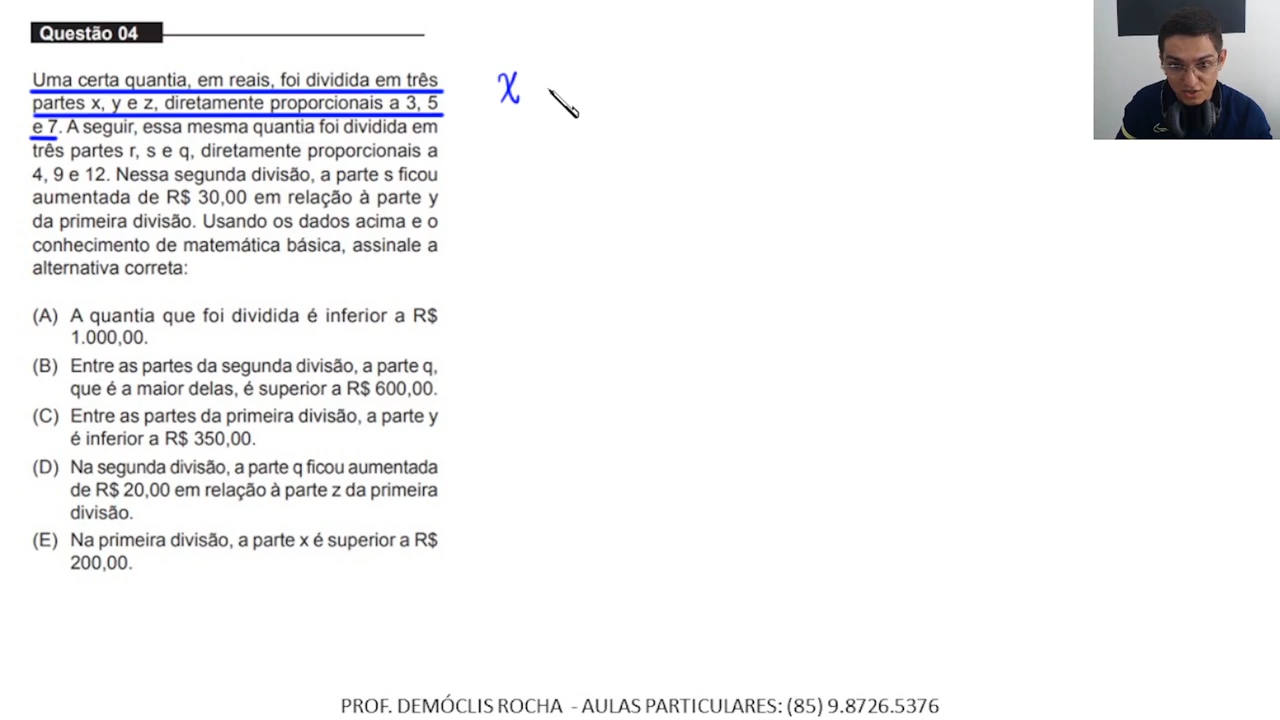 Questão 04
Uma certa quantia, em reais, foi dividida em três
partes x, y e z, diretamente proporcionais a 3, 5
e 7. A seguir, essa mesma quantia foi dividida em
três partes r, s e q, diretamente proporcionais a
4, 9 e 12. Nessa segunda divisão, a parte s ficou
aumentada de R$ 30,00 em relação à parte y
da primeira divisão. Usando os dados acima e o
conhecimento de matemática básica, assinale a
alternativa correta:
(A) A quantia que foi dividida é inferior a R$
1.000,00.
(B) Entre as partes da segunda divisão, a parte q,
que é a maior delas, é superior a R$ 600,00.
(C) Entre as partes da primeira divisão, a parte y
é inferior a R$ 350,00.
(D) Na segunda divisão, a parte q ficou aumentada
de R$ 20,00 em relação à parte z da primeira
divisão.
(E) Na primeira divisão, a parte x é superior a R$
200,00.
x
PROF. DEMÓCLIS ROCHA - AULAS PARTICULARES: (85) 9.8726.5376